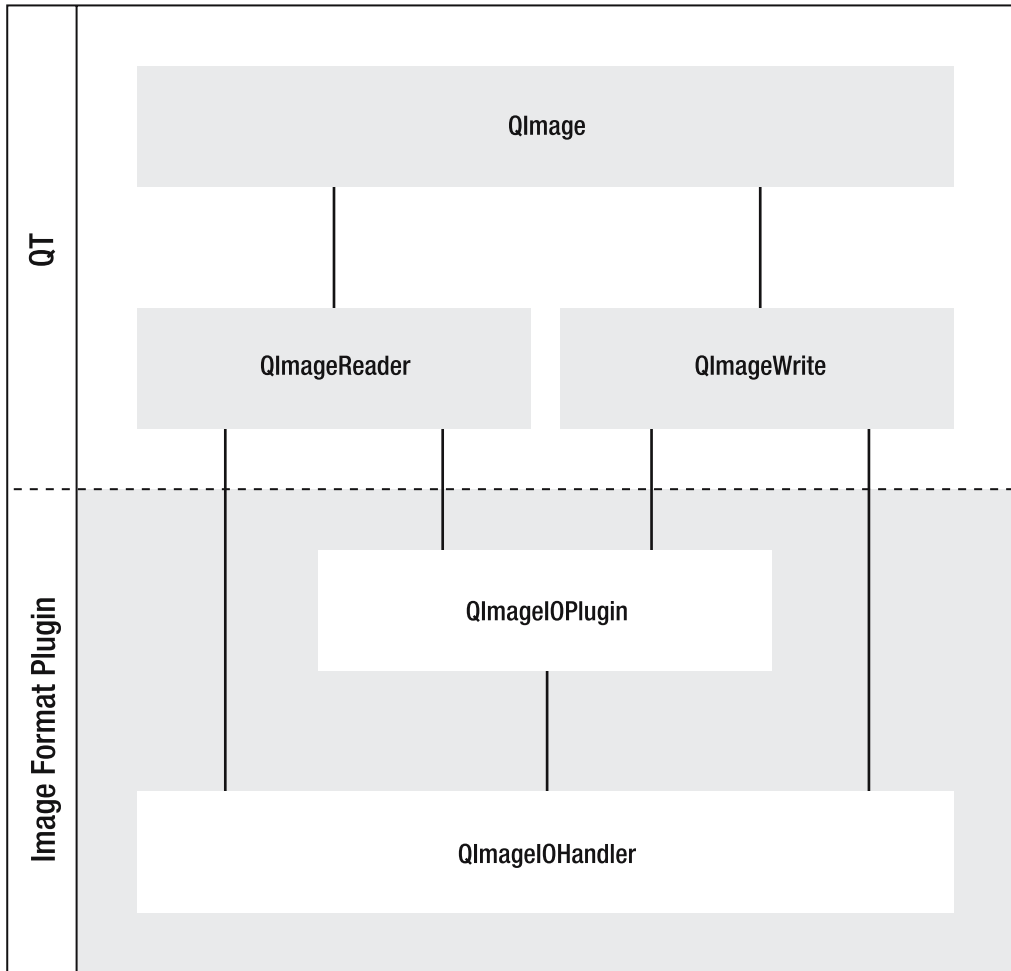 QT
QImage
QImageReader
QImageWrite
Image Format Plugin
QImageIOPlugin
QImageIOHandler